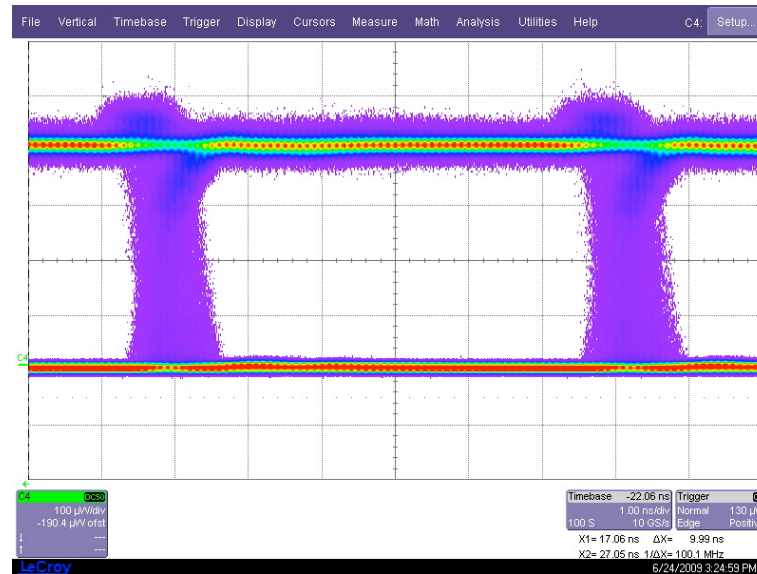 File Vertical Timebase Trigger Display Cursors Measure Math Analysis Utilities Help C4: Setup...
C4
C4 DC50
100 µW/div
-190.4 µW ofst
---
---
Timebase -22.06 ns
1.00 ns/div
100 S 10 GS/s
Trigger
Normal 130 µ
Edge Positiv
X1= 17.06 ns ΔX= 9.99 ns
X2= 27.05 ns 1/ΔX= 100.1 MHz
LeCroy 6/24/2009 3:24:59 PM